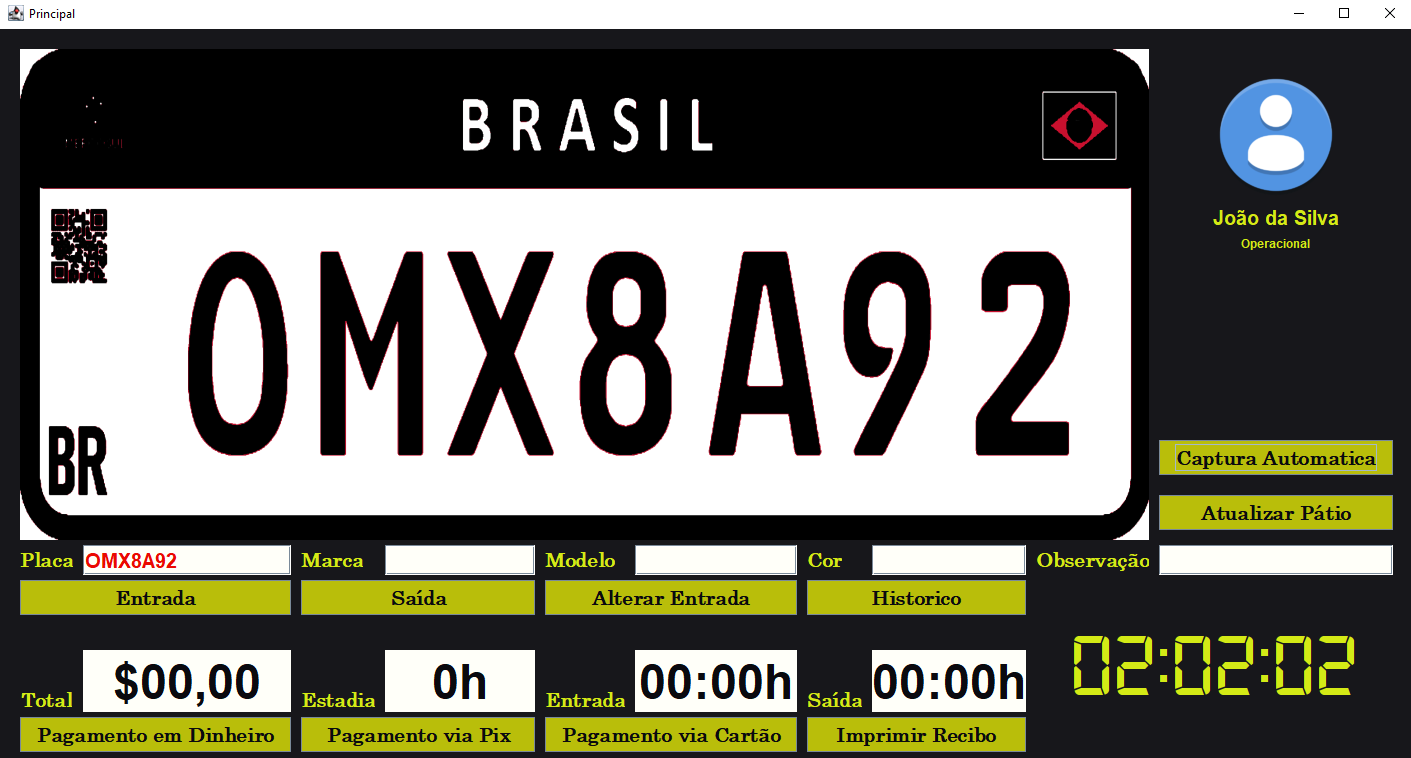 Principal
BRASIL
OMX8A92
BR
João da Silva
Operacional
Captura Automatica
Atualizar Pátio
Placa OMX8A92 Marca Modelo Cor Observação
Entrada Saída Alterar Entrada Historico
02:02:02
Total $00,00 Estadia 0h Entrada 00:00h Saída 00:00h
Pagamento em Dinheiro Pagamento via Pix Pagamento via Cartão Imprimir Recibo